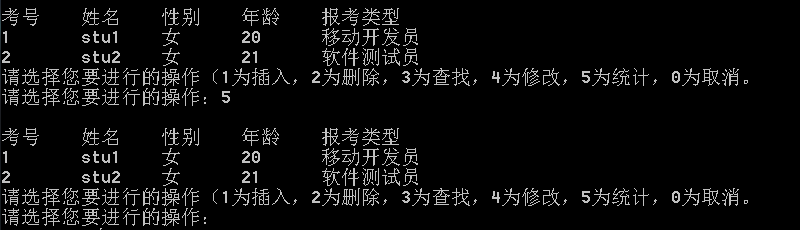 考号 姓名 性别 年龄 报考类型
1 stu1 女 20 移动开发员
2 stu2 女 21 软件测试员
请选择您要进行的操作（1为插入，2为删除，3为查找，4为修改，5为统计，0为取消。
请选择您要进行的操作：5
考号 姓名 性别 年龄 报考类型
1 stu1 女 20 移动开发员
2 stu2 女 21 软件测试员
请选择您要进行的操作（1为插入，2为删除，3为查找，4为修改，5为统计，0为取消。
请选择您要进行的操作：